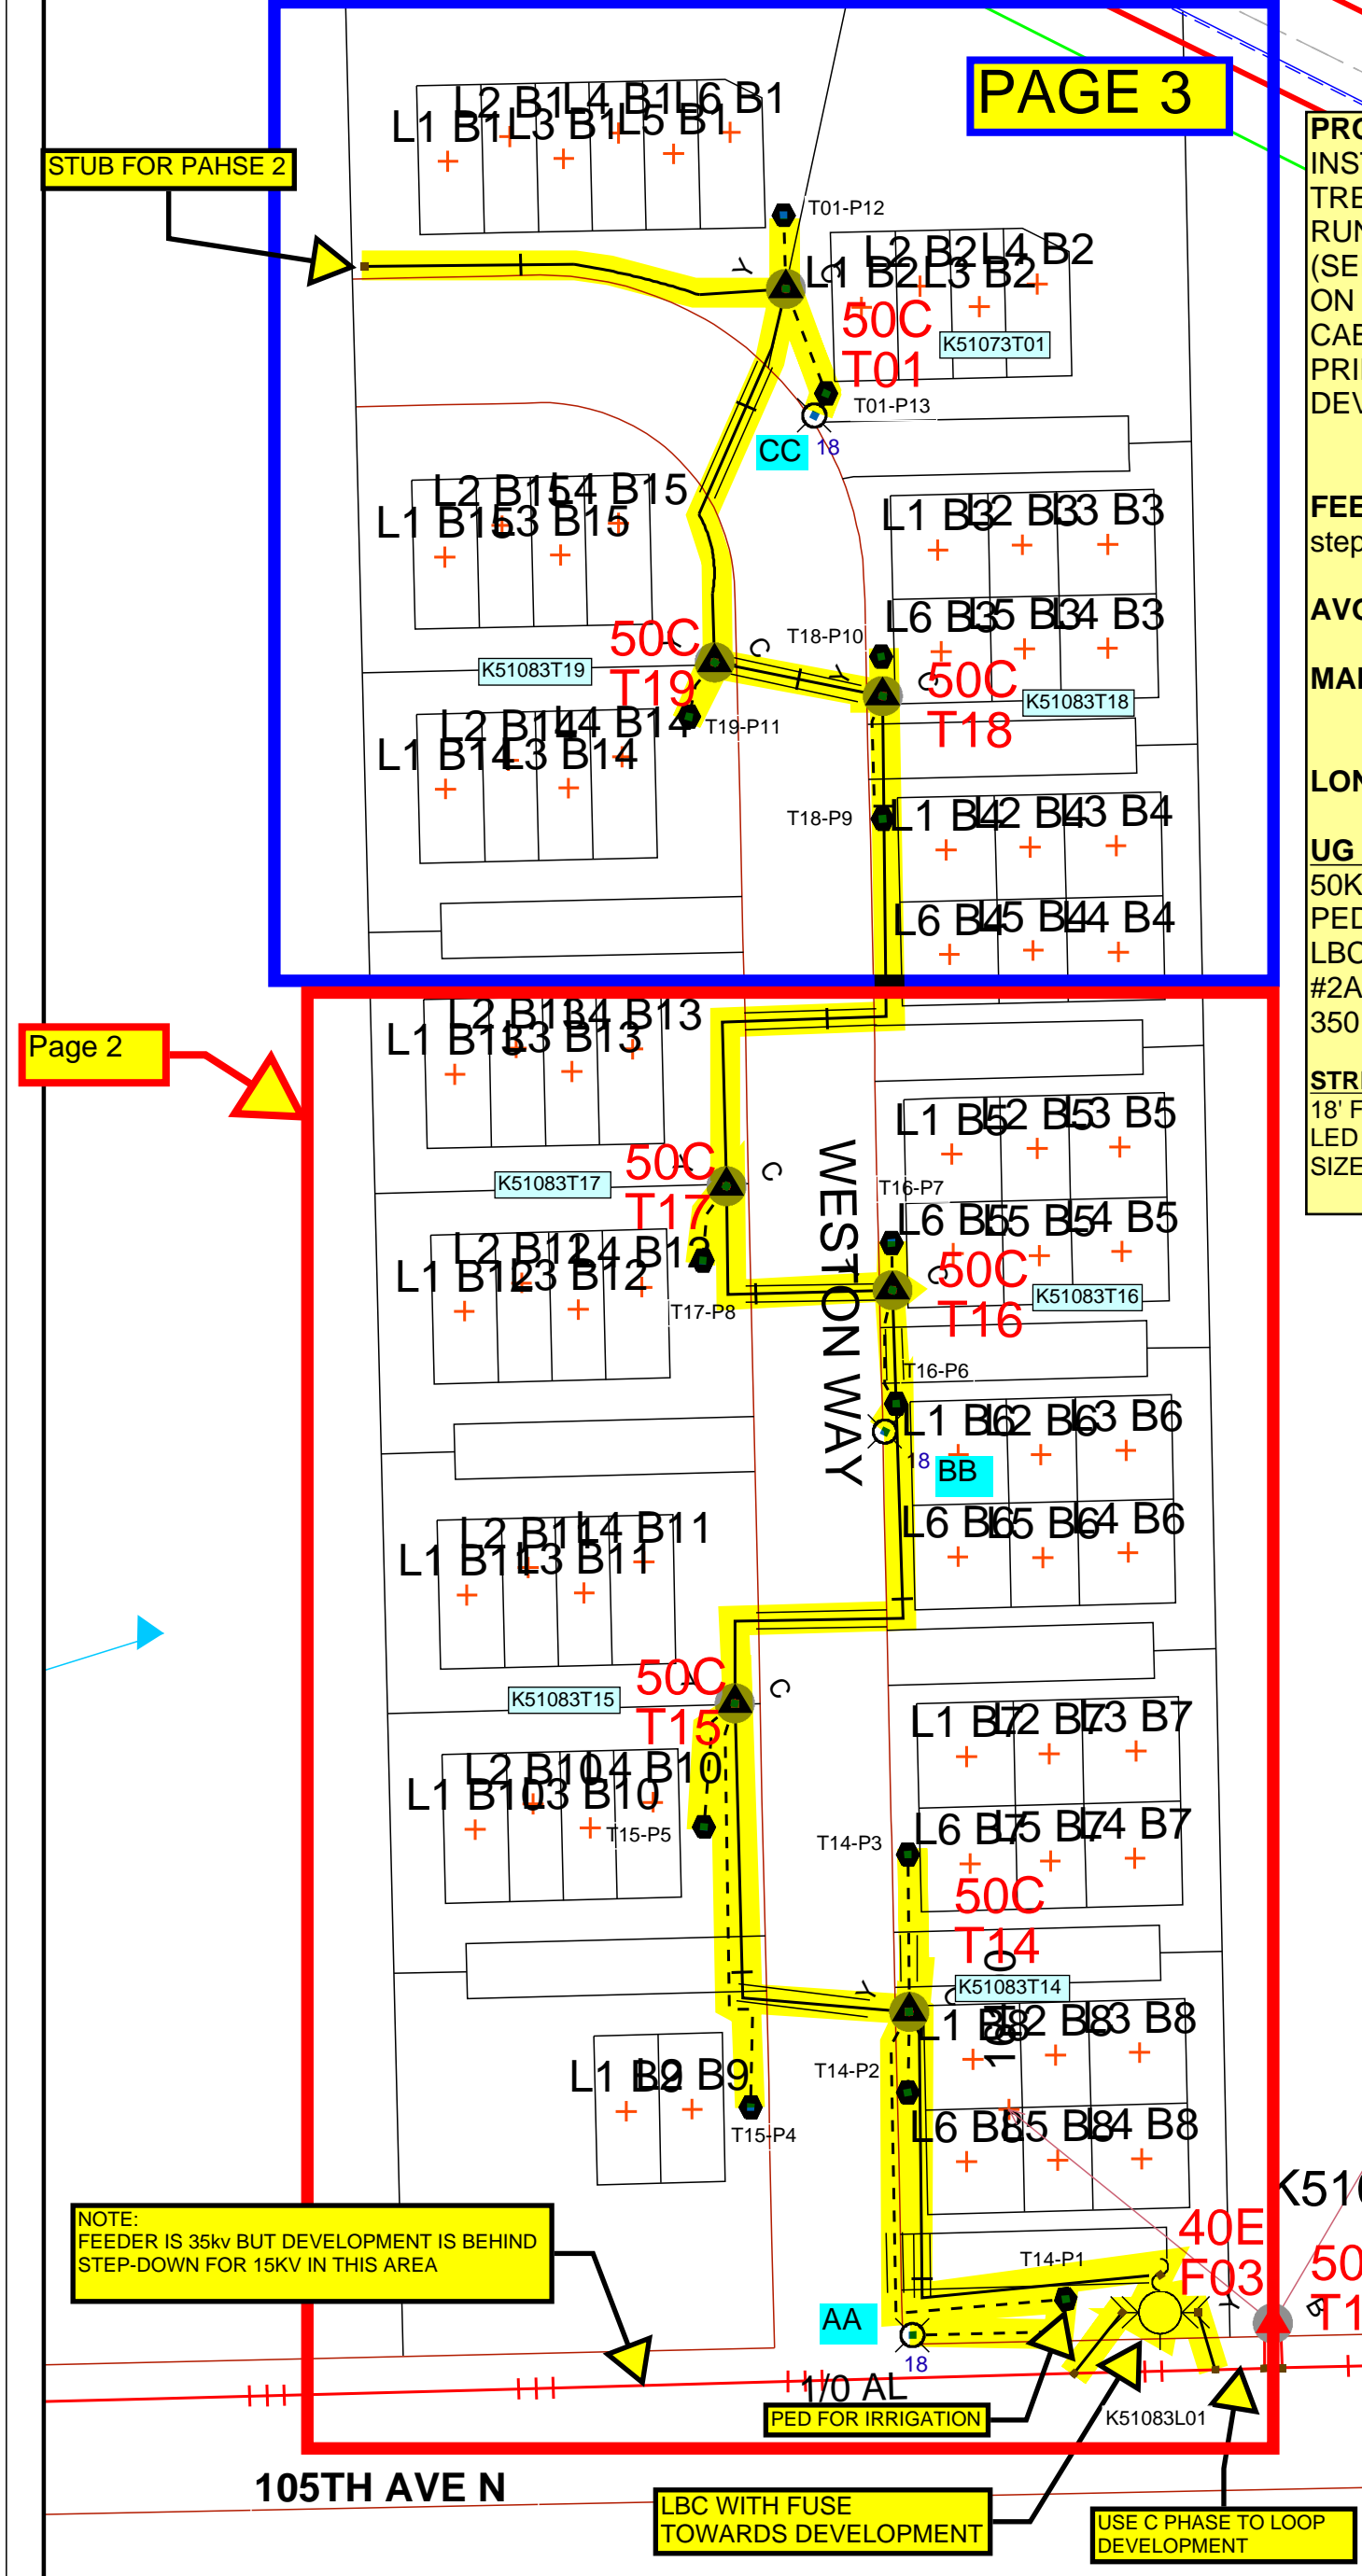 PAGE 3
L2 B1
L4 B1
L6 B1
L1 B1
L3 B1
L5 B1
STUB FOR PAHSE 2
T01-P12
Y
C
L2 B2
L4 B2
L1 B2
L3 B2
50C
T01
K51073T01
T01-P13
CC
18
L2 B15
L4 B15
L1 B15
L3 B15
L1 B3
L2 B3
L3 B3
L6 B3
L5 B3
L4 B3
50C
T19
K51083T19
C
Y
T18-P10
C
50C
T18
K51083T18
T19-P11
L2 B14
L4 B14
L1 B14
L3 B14
T18-P9
L1 B4
L2 B4
L3 B4
L6 B4
L5 B4
L4 B4
Page 2
L2 B13
L4 B13
L1 B13
L3 B13
50C
T17
K51083T17
C
WESTON WAY
L1 B5
L2 B5
L3 B5
T16-P7
L6 B5
L5 B5
L4 B5
50C
T16
K51083T16
C
L2 B12
L4 B12
L1 B12
L3 B12
T17-P8
T16-P6
L1 B6
L2 B6
L3 B6
18
BB
L6 B6
L5 B6
L4 B6
L2 B11
L4 B11
L1 B11
L3 B11
50C
T15
K51083T15
C
L1 B7
L2 B7
L3 B7
L2 B10
L4 B10
L1 B10
L3 B10
T15-P5
T14-P3
L6 B7
L5 B7
L4 B7
50C
T14
K51083T14
Y
L1 B8
L2 B8
L3 B8
T14-P2
L1 B9
L2 B9
T15-P4
L6 B8
L5 B8
L4 B8
NOTE:
FEEDER IS 35kv BUT DEVELOPMENT IS BEHIND
STEP-DOWN FOR 15KV IN THIS AREA
T14-P1
40E
F03
Y
B
AA
18
1/0 AL
PED FOR IRRIGATION
K51083L01
105TH AVE N
LBC WITH FUSE
TOWARDS DEVELOPMENT
USE C PHASE TO LOOP
DEVELOPMENT
UG
step
18' F
LED
SIZE
350